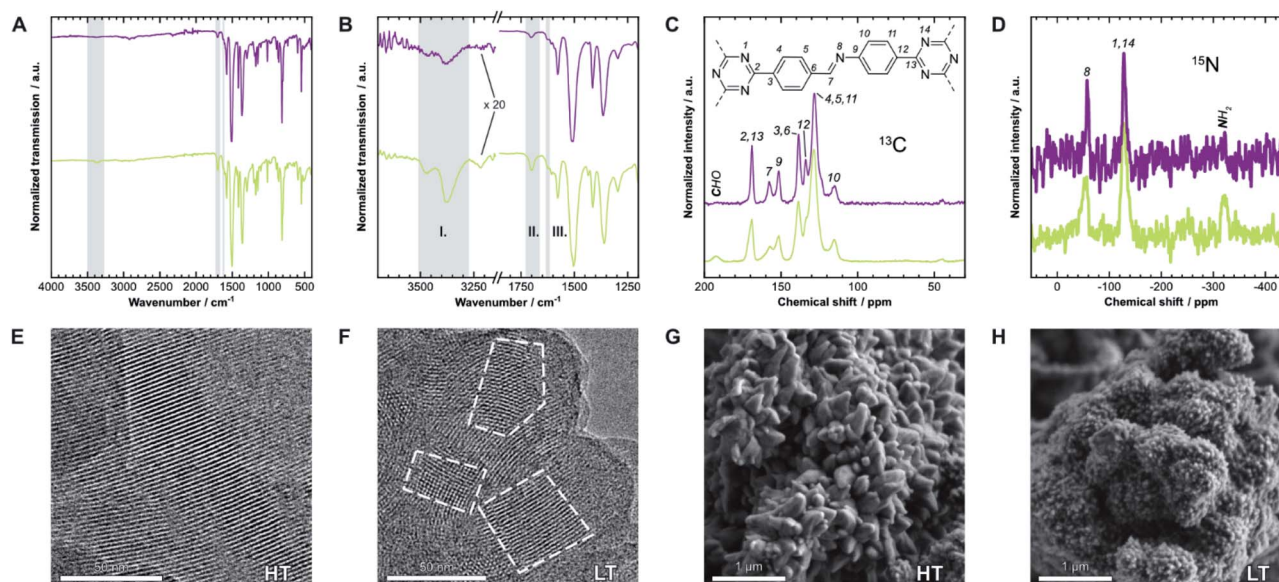 A
Normalized transmission / a.u.
4000 3500 3000 2500 2000 1500 1000 500
Wavenumber / cm⁻¹
B
Normalized transmission / a.u.
x 20
I.
II.
III.
3500 3250 1750 1650 1500 1350 1200
Wavenumber / cm⁻¹
C
Normalized intensity / a.u.
1 N
N
N
2
3
4
5
6
7
N 8
9
10
11
12
13
14
N
N
N
¹³C
CHO
2,13
7
9
3,6
12
4,5,11
10
200 150 100 50
Chemical shift / ppm
D
Normalized intensity / a.u.
¹⁵N
8
1,14
NH₂
0 -100 -200 -300 -400
Chemical shift / ppm
E
50 nm
HT
F
50 nm
LT
G
1 µm
HT
H
1 µm
LT